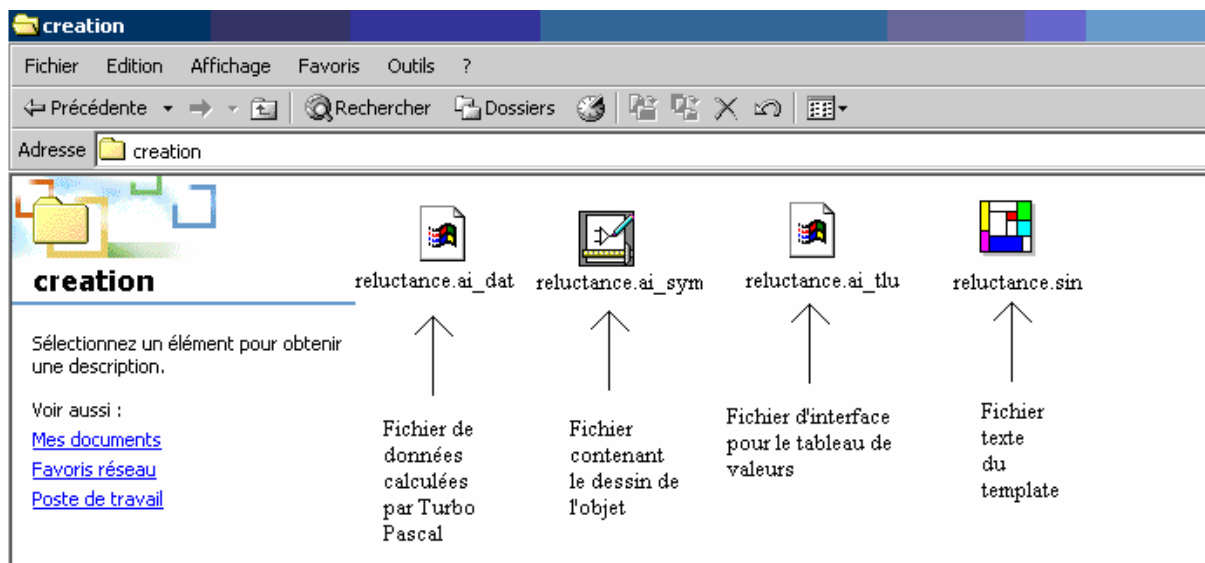 creation
Fichier Edition Affichage Favoris Outils ?
Précédente Rechercher Dossiers
Adresse creation
creation
Sélectionnez un élément pour obtenir
une description.
Voir aussi :
Mes documents
Favoris réseau
Poste de travail
reluctance.ai_dat reluctance.ai_sym reluctance.ai_tlu reluctance.sin
Fichier de
données
calculées
par Turbo
Pascal
Fichier
contenant
le dessin de
l'objet
Fichier d'interface
pour le tableau de
valeurs
Fichier
texte
du
template